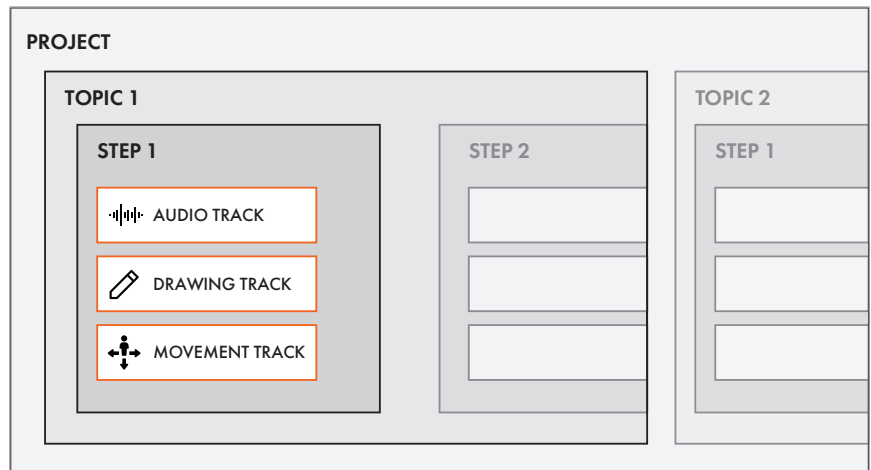 PROJECT
TOPIC 1
STEP 1
AUDIO TRACK
DRAWING TRACK
MOVEMENT TRACK
STEP 2
TOPIC 2
STEP 1